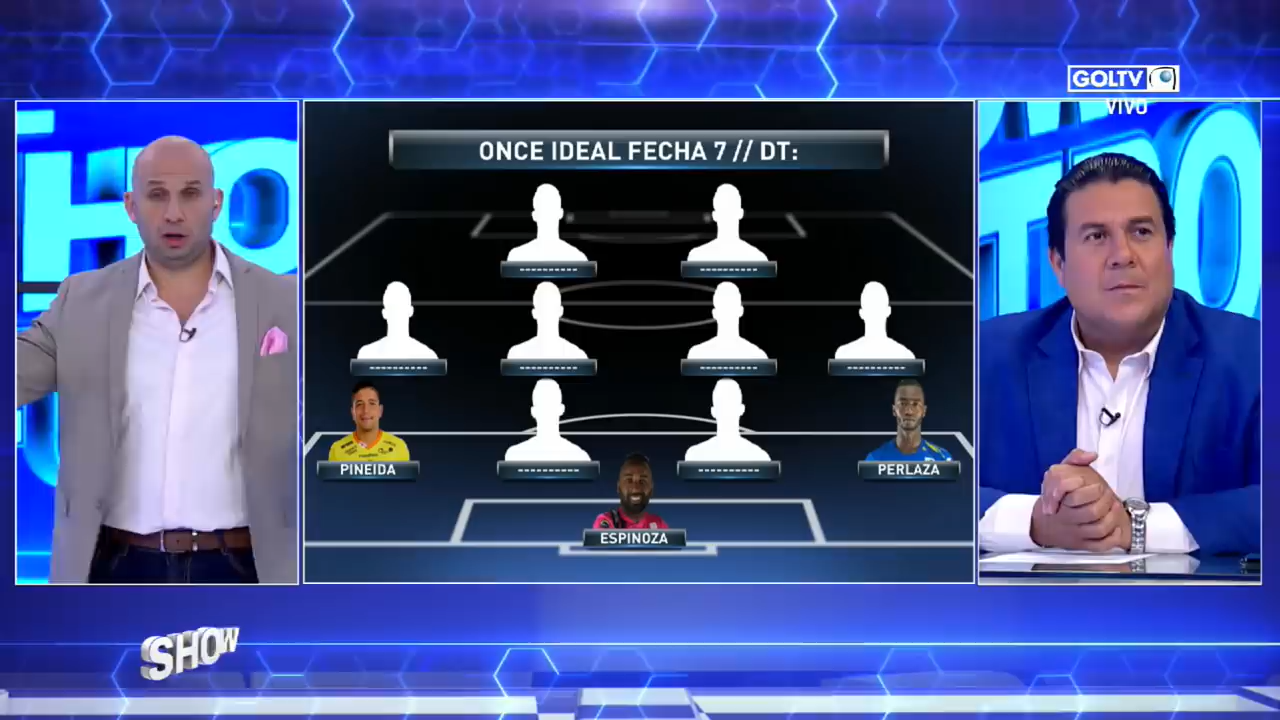 GOLTV
VIVO
ONCE IDEAL FECHA 7 // DT:
----------
----------
----------
----------
----------
----------
PINEIDA
----------
----------
PERLAZA
ESPINOZA
SHOW